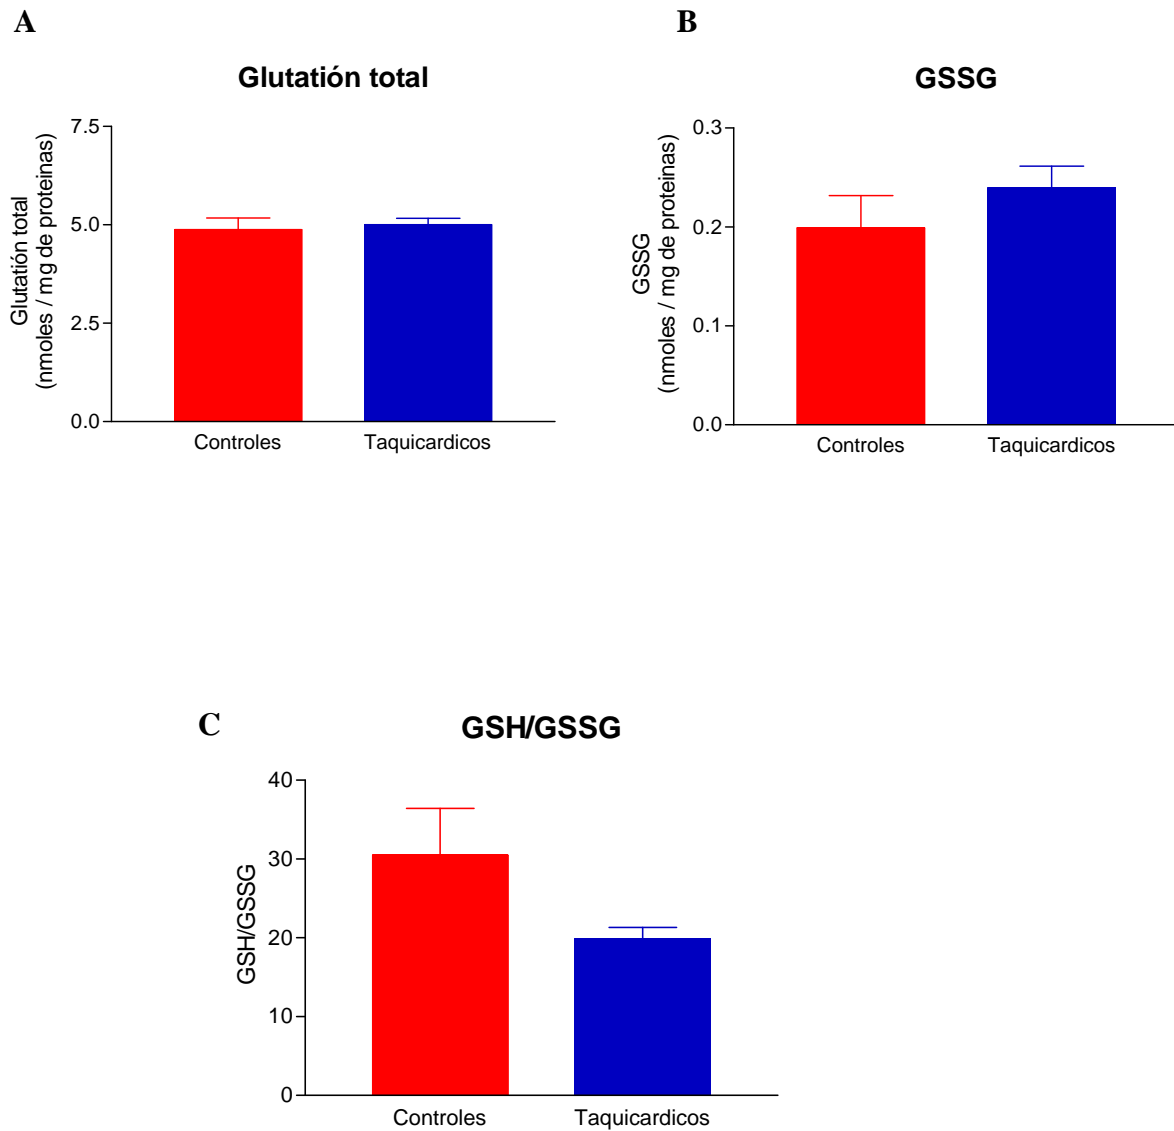 A
Glutatión total
Glutatión total
(nmoles / mg de proteinas)
7.5
5.0
2.5
0.0
Controles Taquicardicos
B
GSSG
GSSG
(nmoles / mg de proteinas)
0.3
0.2
0.1
0.0
Controles Taquicardicos
C
GSH/GSSG
GSH/GSSG
40
30
20
10
0
Controles Taquicardicos